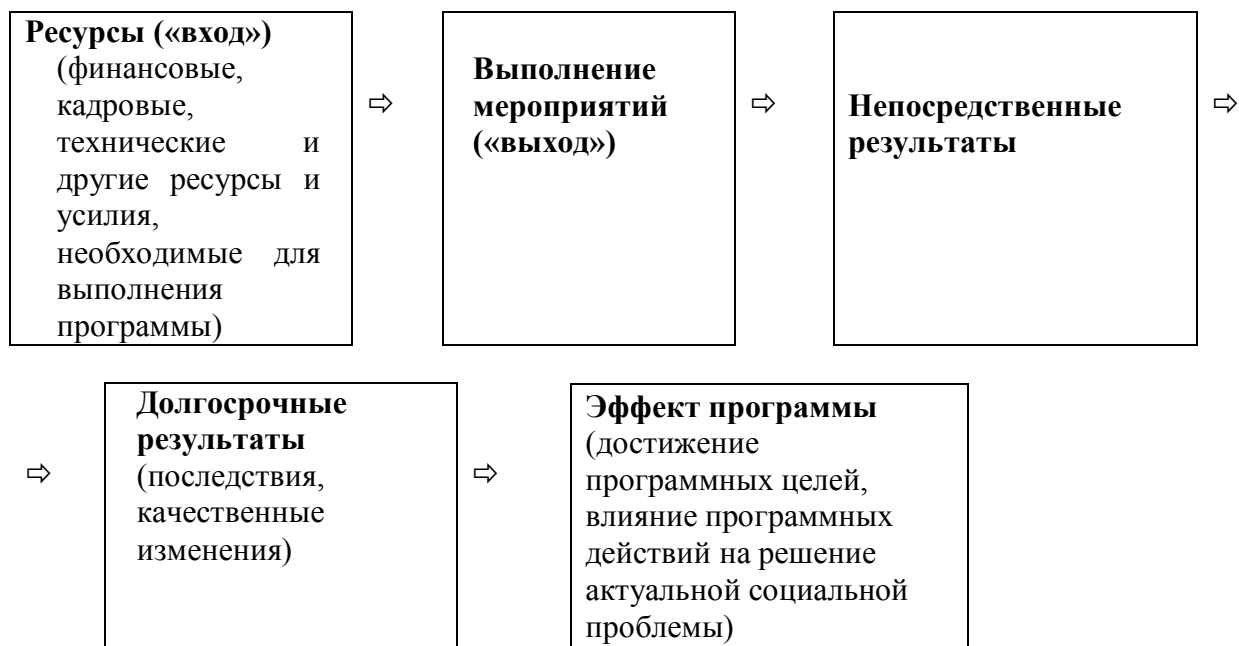 Ресурсы («вход»)
(финансовые,
кадровые,
технические и
другие ресурсы и
усилия,
необходимые для
выполнения
программы)
⇨
Выполнение
мероприятий
(«выход»)
⇨
Непосредственные
результаты
⇨
⇨
Долгосрочные
результаты
(последствия,
качественные
изменения)
⇨
Эффект программы
(достижение
программных целей,
влияние программных
действий на решение
актуальной социальной
проблемы)